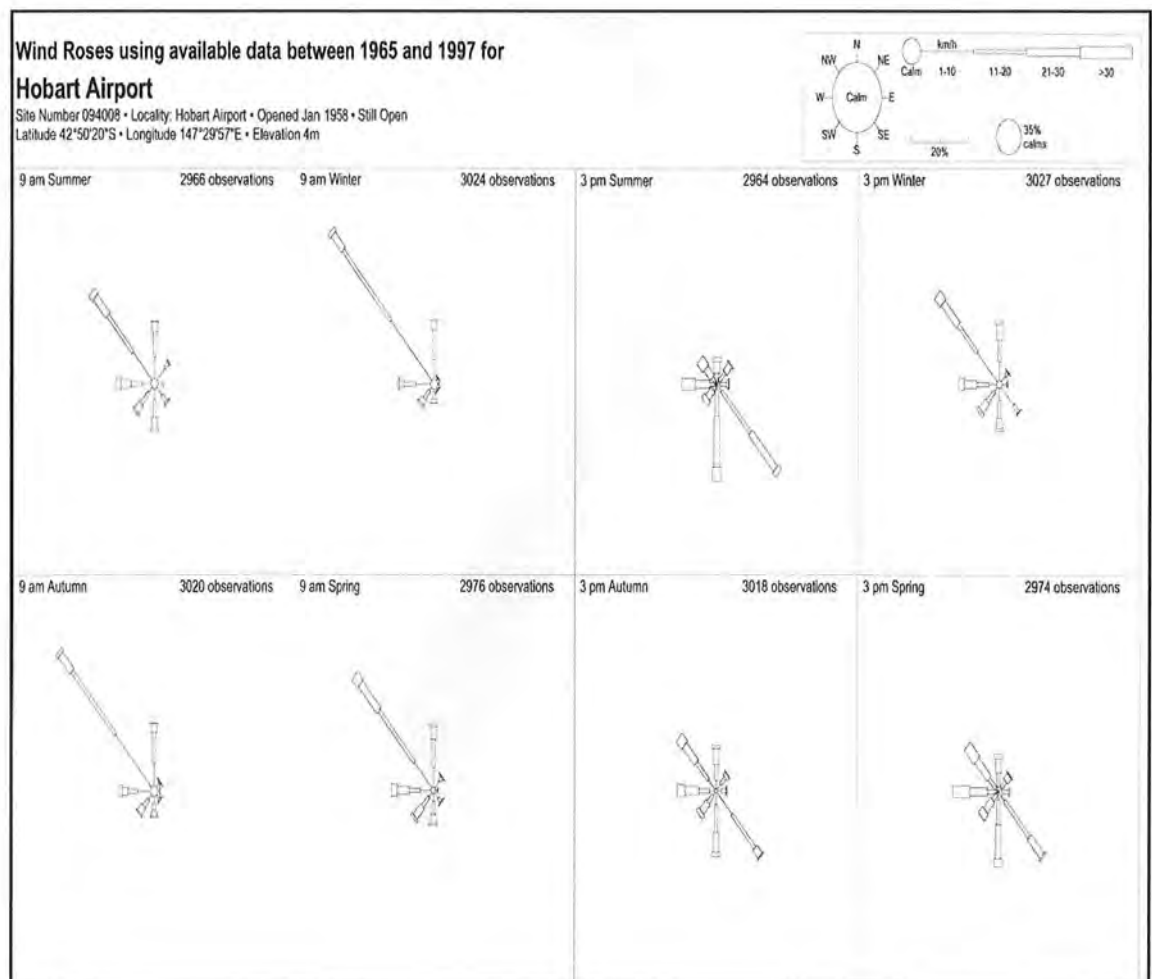 Wind Roses using available data between 1965 and 1997 for
Hobart Airport
Site Number 094008 • Locality: Hobart Airport • Opened Jan 1958 • Still Open
Latitude 42°50'20"S • Longitude 147°29'57"E • Elevation 4m
N
NW NE
W Calm E
SW SE
S
km/h
Calm 1-10 11-20 21-30 >30
20%
35%
calms
9 am Summer 2966 observations 9 am Winter 3024 observations 3 pm Summer 2964 observations 3 pm Winter 3027 observations
9 am Autumn 3020 observations 9 am Spring 2976 observations 3 pm Autumn 3018 observations 3 pm Spring 2974 observations